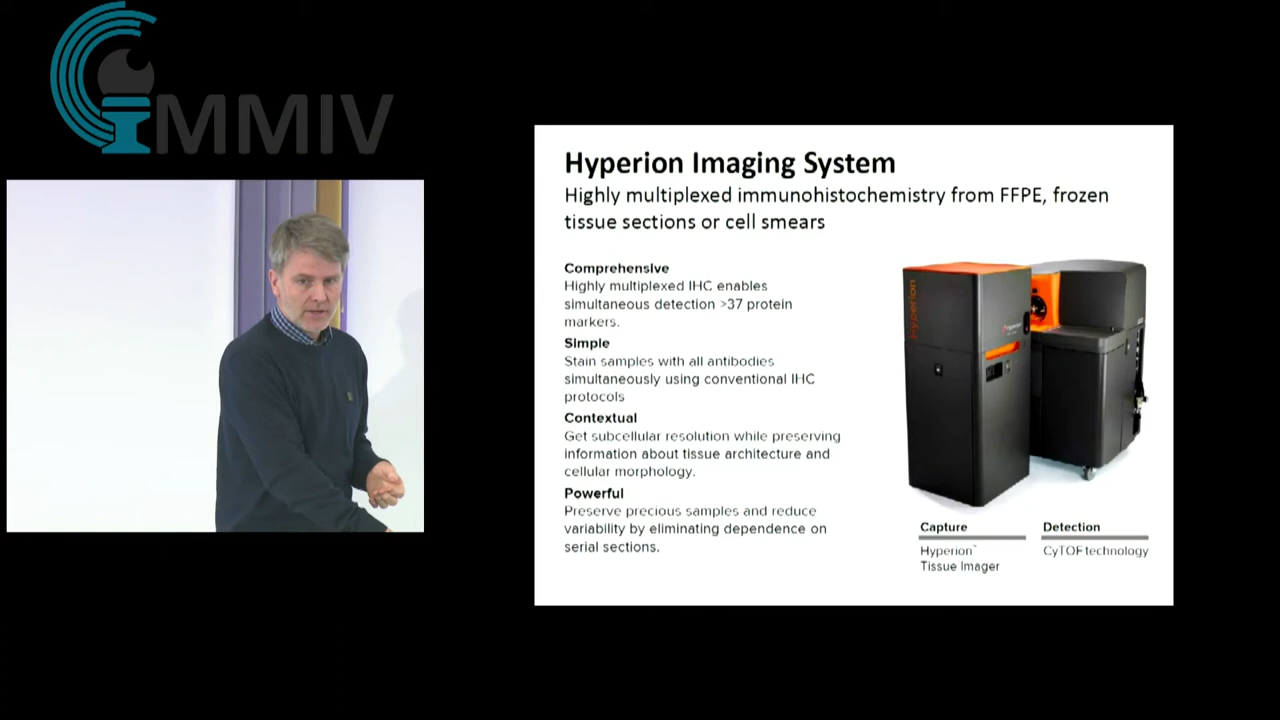 MMIV
Hyperion Imaging System
Highly multiplexed immunohistochemistry from FFPE, frozen
tissue sections or cell smears
Comprehensive
Highly multiplexed IHC enables
simultaneous detection >37 protein
markers.
Simple
Stain samples with all antibodies
simultaneously using conventional IHC
protocols
Contextual
Get subcellular resolution while preserving
information about tissue architecture and
cellular morphology.
Powerful
Preserve precious samples and reduce
variability by eliminating dependence on
serial sections.
hyperion
Capture
Hyperion™
Tissue Imager
Detection
CyTOF technology